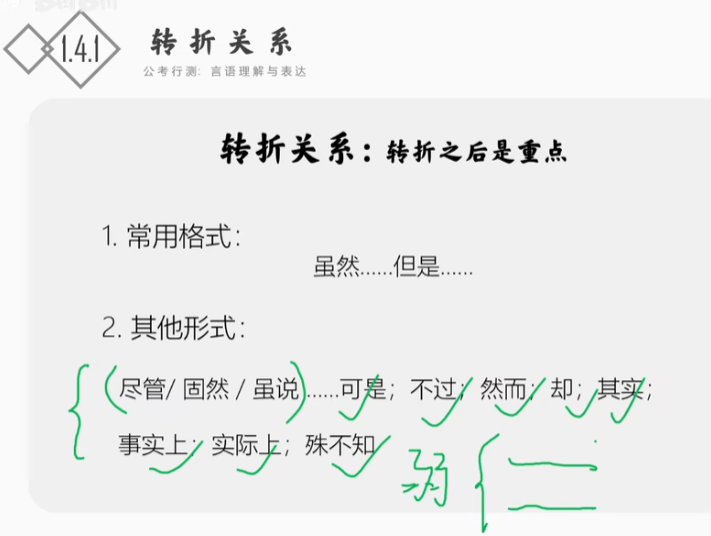 1.4.1
转折关系
公考行测: 言语理解与表达
转折关系: 转折之后是重点
1. 常用格式:
虽然……但是……
2. 其他形式:
尽管/ 固然 / 虽说……可是；不过；然而；却；其实；
事实上；实际上；殊不知
弱